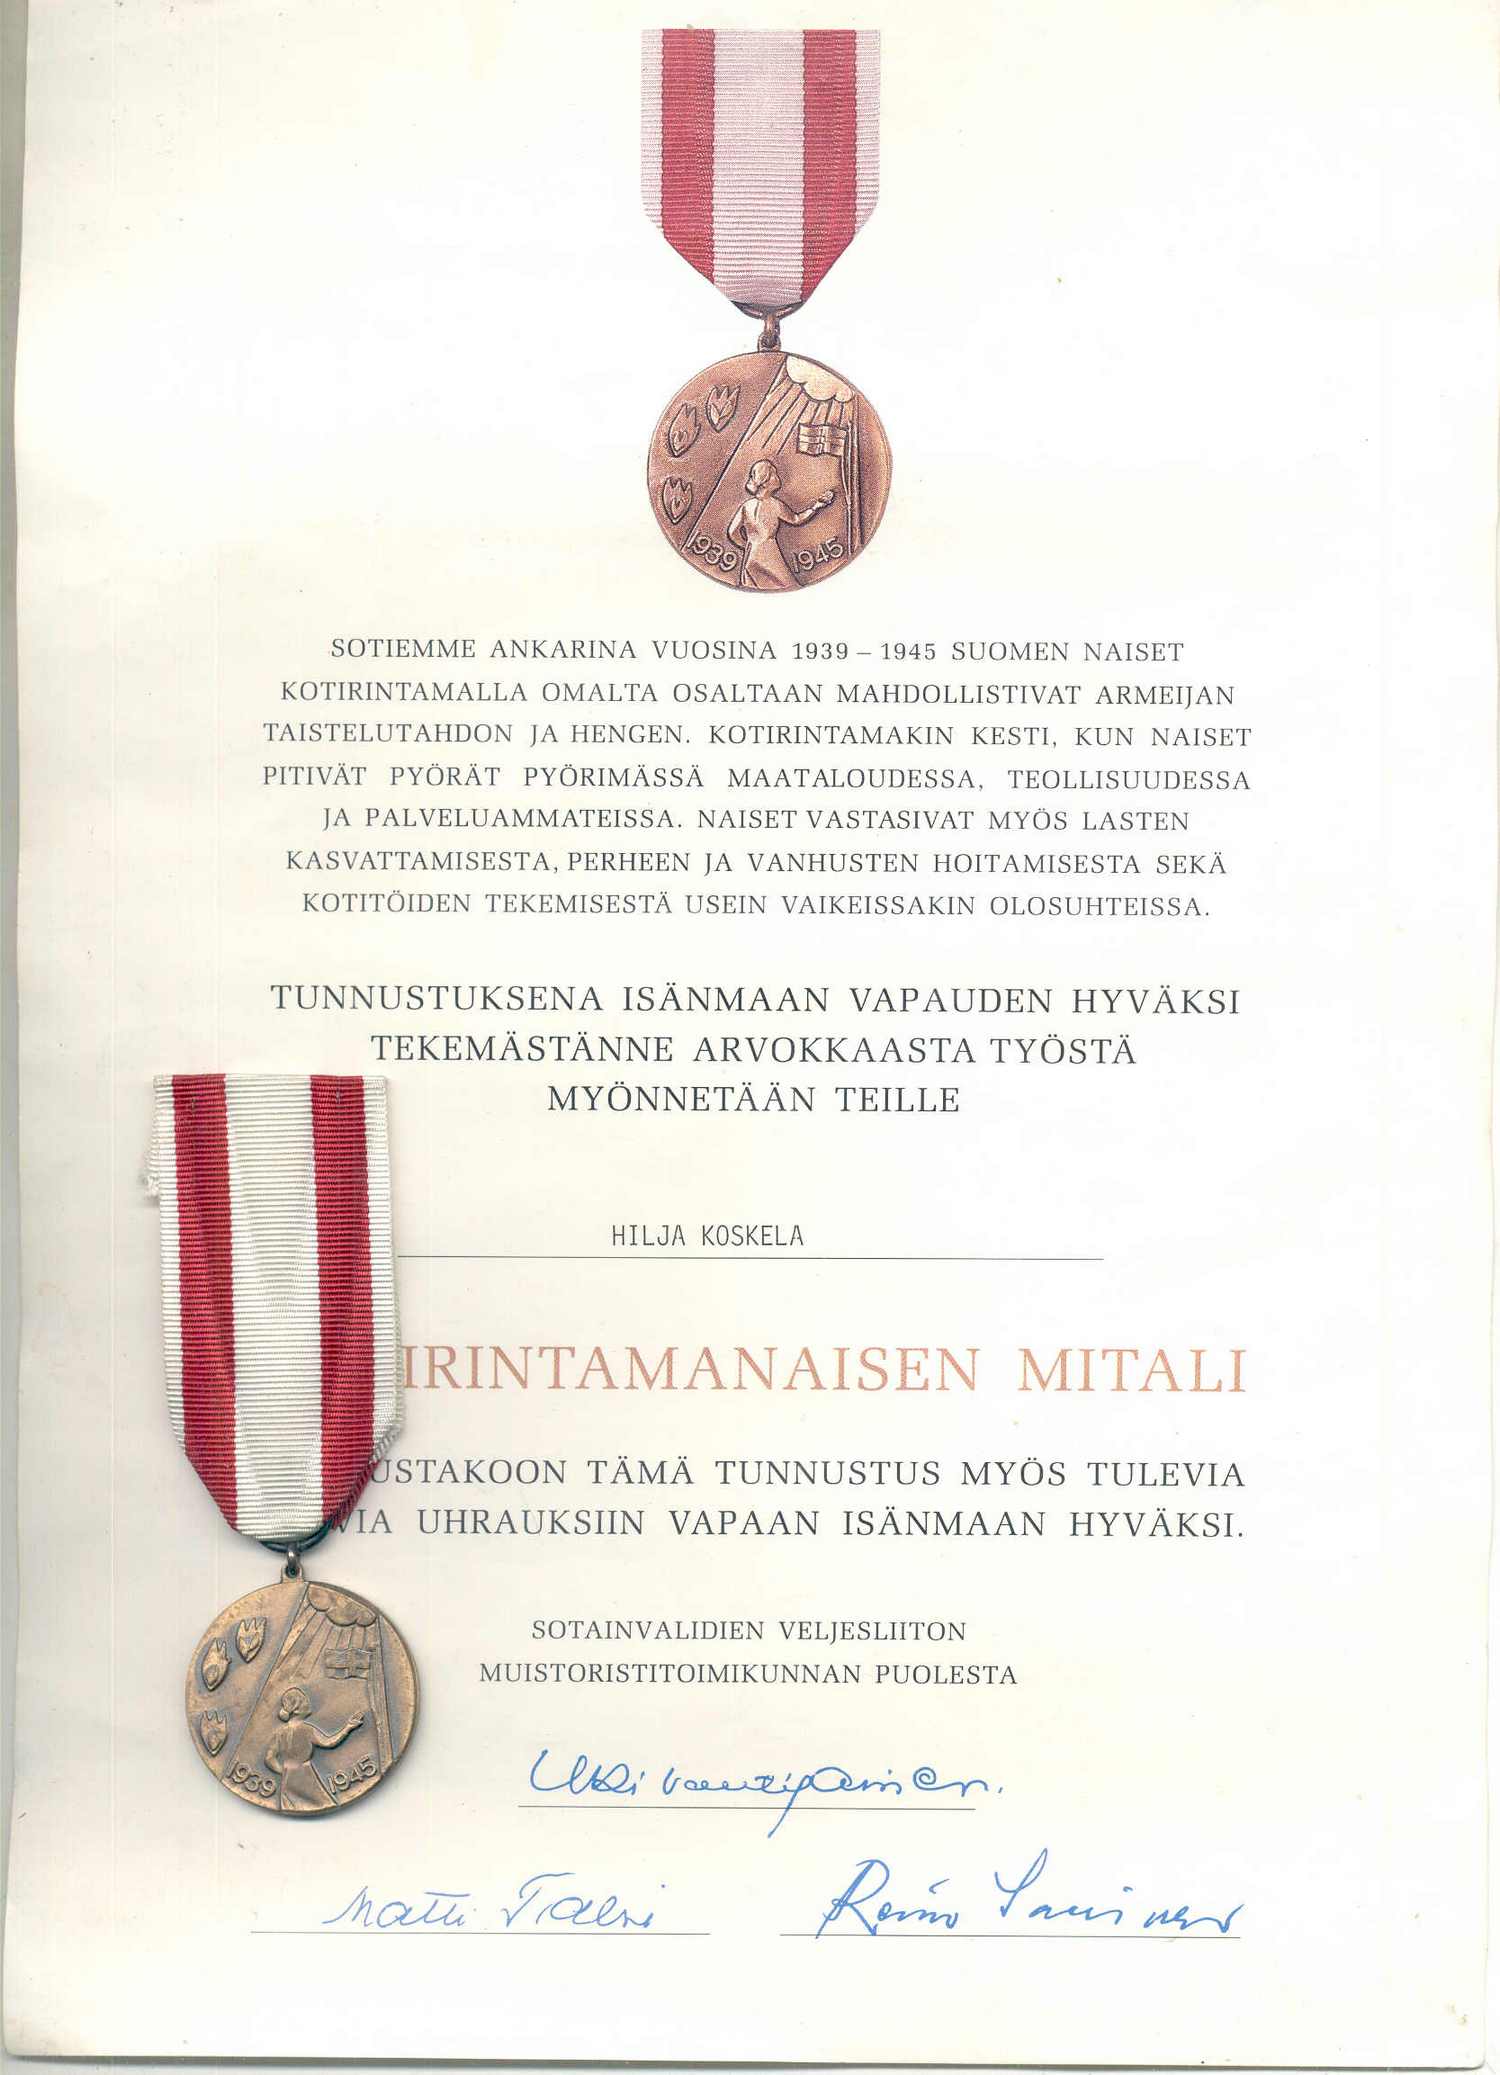 1939 1945
SOTIEMME ANKARINA VUOSINA 1939 – 1945 SUOMEN NAISET
KOTIRINTAMALLA OMALTA OSALTAAN MAHDOLLISTIVAT ARMEIJAN
TAISTELUTAHDON JA HENGEN. KOTIRINTAMAKIN KESTI, KUN NAISET
PITIVÄT PYÖRÄT PYÖRIMÄSSÄ MAATALOUDESSA, TEOLLISUUDESSA
JA PALVELUAMMATEISSA. NAISET VASTASIVAT MYÖS LASTEN
KASVATTAMISESTA, PERHEEN JA VANHUSTEN HOITAMISESTA SEKÄ
KOTITÖIDEN TEKEMISESTÄ USEIN VAIKEISSAKIN OLOSUHTEISSA.
TUNNUSTUKSENA ISÄNMAAN VAPAUDEN HYVÄKSI
TEKEMÄSTÄNNE ARVOKKAASTA TYÖSTÄ
MYÖNNETÄÄN TEILLE
HILJA KOSKELA
IRINTAMANAISEN MITALI
USTAKOON TÄMÄ TUNNUSTUS MYÖS TULEVIA
VIA UHRAUKSIIN VAPAAN ISÄNMAAN HYVÄKSI.
SOTAINVALIDIEN VELJESLIITON
MUISTORISTITOIMIKUNNAN PUOLESTA
1939 1945
Matti Talvi